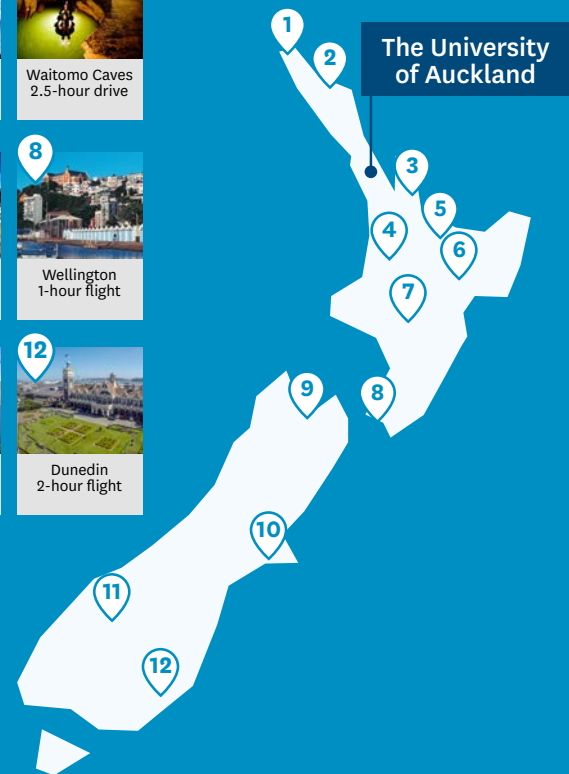 Waitomo Caves
2.5-hour drive
8
Wellington
1-hour flight
12
Dunedin
2-hour flight
The University
of Auckland
1
2
3
4
5
6
7
8
9
10
11
12